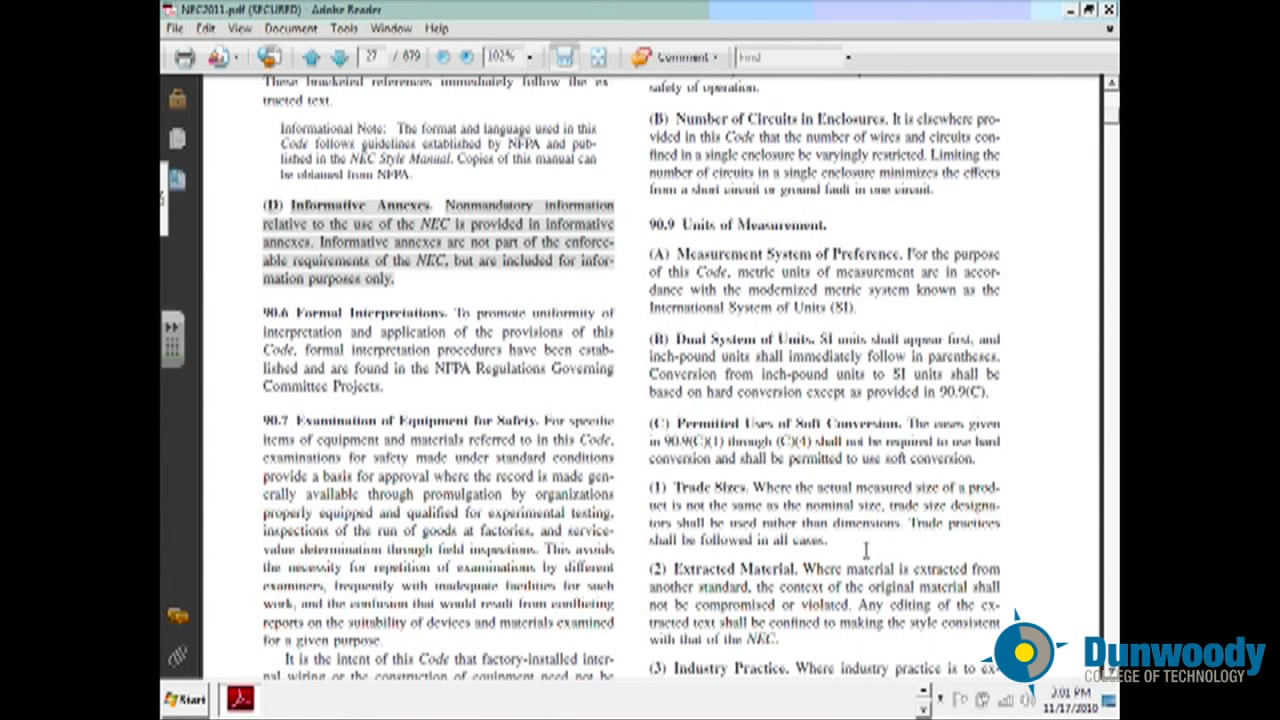 NEC2011.pdf (SECURED) - Adobe Reader
File Edit View Document Tools Window Help
27 / 879 102% Comment Find
These bracketed references immediately follow the ex-
tracted text.
Informational Note: The format and language used in this
Code follows guidelines established by NFPA and pub-
lished in the NEC Style Manual. Copies of this manual can
be obtained from NFPA.
(D) Informative Annexes. Nonmandatory information
relative to the use of the NEC is provided in informative
annexes. Informative annexes are not part of the enforce-
able requirements of the NEC, but are included for infor-
mation purposes only.
90.6 Formal Interpretations. To promote uniformity of
interpretation and application of the provisions of this
Code, formal interpretation procedures have been estab-
lished and are found in the NFPA Regulations Governing
Committee Projects.
90.7 Examination of Equipment for Safety. For specific
items of equipment and materials referred to in this Code,
examinations for safety made under standard conditions
provide a basis for approval where the record is made gen-
erally available through promulgation by organizations
properly equipped and qualified for experimental testing,
inspections of the run of goods at factories, and service-
value determination through field inspections. This avoids
the necessity for repetition of examinations by different
examiners, frequently with inadequate facilities for such
work, and the confusion that would result from conflicting
reports on the suitability of devices and materials examined
for a given purpose.
It is the intent of this Code that factory-installed inter-
nal wiring or the construction of equipment need not be
safety of operation.
(B) Number of Circuits in Enclosures. It is elsewhere pro-
vided in this Code that the number of wires and circuits con-
fined in a single enclosure be varyingly restricted. Limiting the
number of circuits in a single enclosure minimizes the effects
from a short circuit or ground fault in one circuit.
90.9 Units of Measurement.
(A) Measurement System of Preference. For the purpose
of this Code, metric units of measurement are in accor-
dance with the modernized metric system known as the
International System of Units (SI).
(B) Dual System of Units. SI units shall appear first, and
inch-pound units shall immediately follow in parentheses.
Conversion from inch-pound units to SI units shall be
based on hard conversion except as provided in 90.9(C).
(C) Permitted Uses of Soft Conversion. The cases given
in 90.9(C)(1) through (C)(4) shall not be required to use hard
conversion and shall be permitted to use soft conversion.
(1) Trade Sizes. Where the actual measured size of a prod-
uct is not the same as the nominal size, trade size designa-
tors shall be used rather than dimensions. Trade practices
shall be followed in all cases.
(2) Extracted Material. Where material is extracted from
another standard, the context of the original material shall
not be compromised or violated. Any editing of the ex-
tracted text shall be confined to making the style consistent
with that of the NEC.
(3) Industry Practice. Where industry practice is to ex-
Dunwoody
COLLEGE OF TECHNOLOGY
Start
3:01 PM
11/17/2010